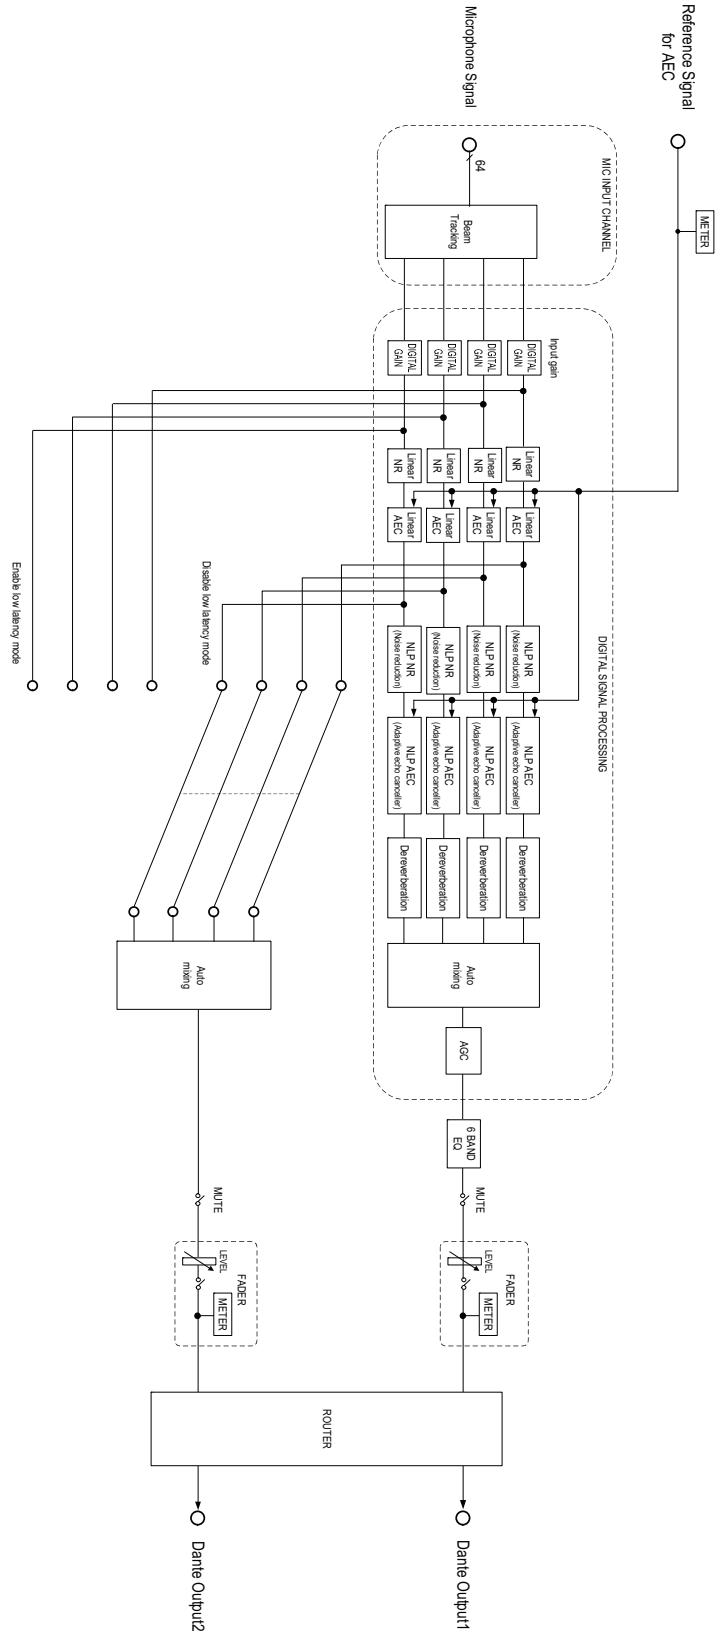 Reference Signal
for AEC
METER
Microphone Signal
MIC INPUT CHANNEL
64
Beam
Tracking
DIGITAL SIGNAL PROCESSING
Input gain
DIGITAL
GAIN
DIGITAL
GAIN
DIGITAL
GAIN
DIGITAL
GAIN
Linear
NR
Linear
NR
Linear
NR
Linear
NR
Linear
AEC
Linear
AEC
Linear
AEC
Linear
AEC
NLP NR
(Noise reduction)
NLP NR
(Noise reduction)
NLP NR
(Noise reduction)
NLP NR
(Noise reduction)
NLP AEC
(Adaptive echo canceller)
NLP AEC
(Adaptive echo canceller)
NLP AEC
(Adaptive echo canceller)
NLP AEC
(Adaptive echo canceller)
Dereverberation
Dereverberation
Dereverberation
Dereverberation
Auto
mixing
AGC
6 BAND
EQ
MUTE
FADER
LEVEL
METER
Disable low latency mode
Enable low latency mode
Auto
mixing
MUTE
FADER
LEVEL
METER
ROUTER
Dante Output1
Dante Output2